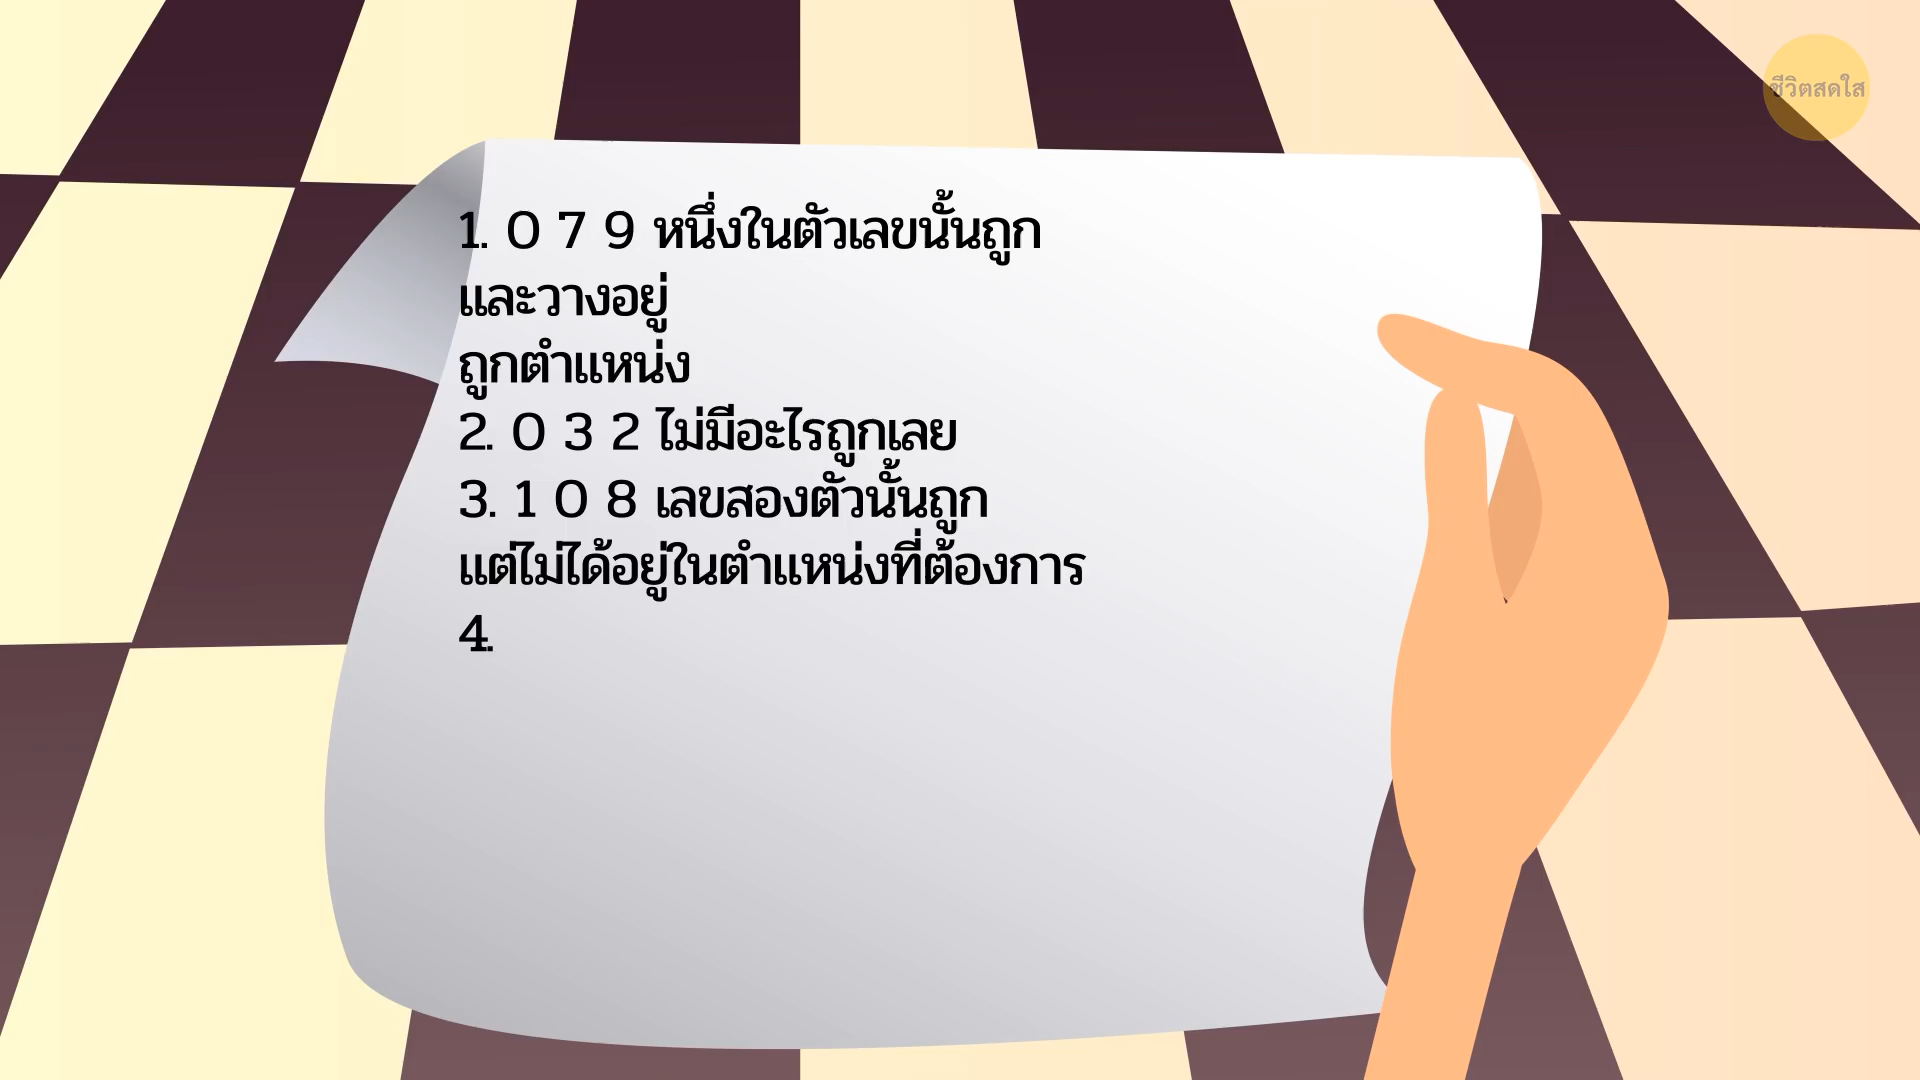 ชีวิตสดใส
1. 0 7 9 หนึ่งในตัวเลขนั้นถูก
และวางอยู่
ถูกตำแหน่ง
2. 0 3 2 ไม่มีอะไรถูกเลย
3. 1 0 8 เลขสองตัวนั้นถูก
แต่ไม่ได้อยู่ในตำแหน่งที่ต้องการ
4.